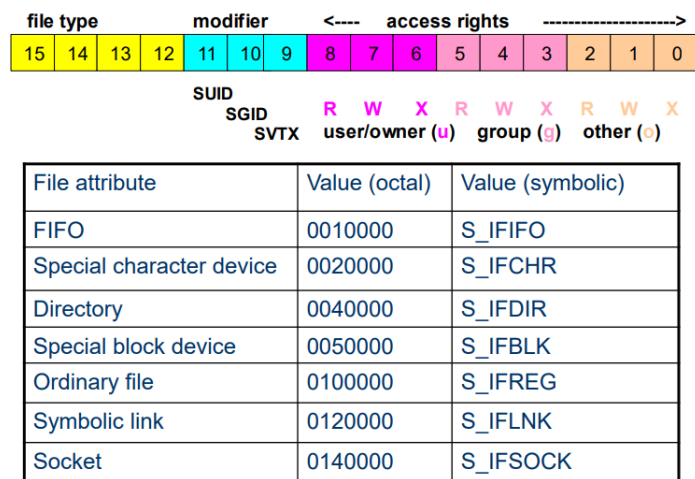 file type modifier <---- access rights --------------------->
15 14 13 12 11 10 9 8 7 6 5 4 3 2 1 0
SUID
SGID
SVTX
R W X R W X R W X
user/owner (u) group (g) other (o)
File attribute Value (octal) Value (symbolic)
FIFO 0010000 S_IFIFO
Special character device 0020000 S_IFCHR
Directory 0040000 S_IFDIR
Special block device 0050000 S_IFBLK
Ordinary file 0100000 S_IFREG
Symbolic link 0120000 S_IFLNK
Socket 0140000 S_IFSOCK